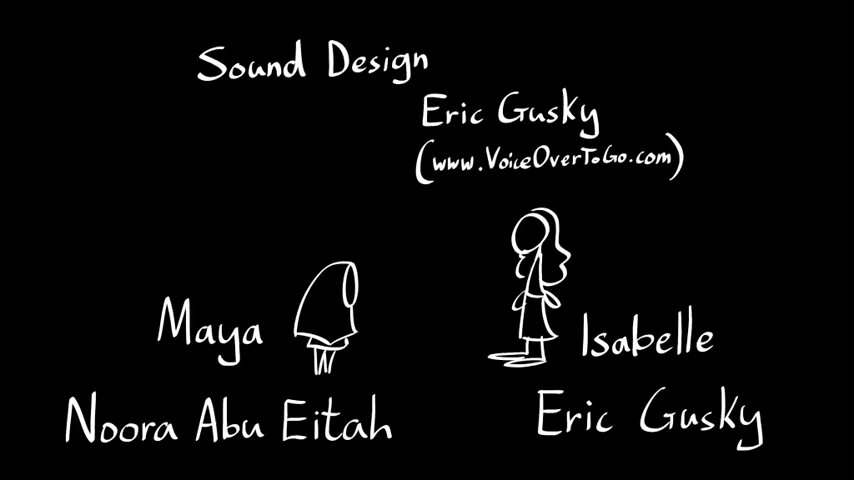 Sound Design
Eric Gusky
(www.VoiceOverToGo.com)
Maya
Isabelle
Noora Abu Eitah
Eric Gusky